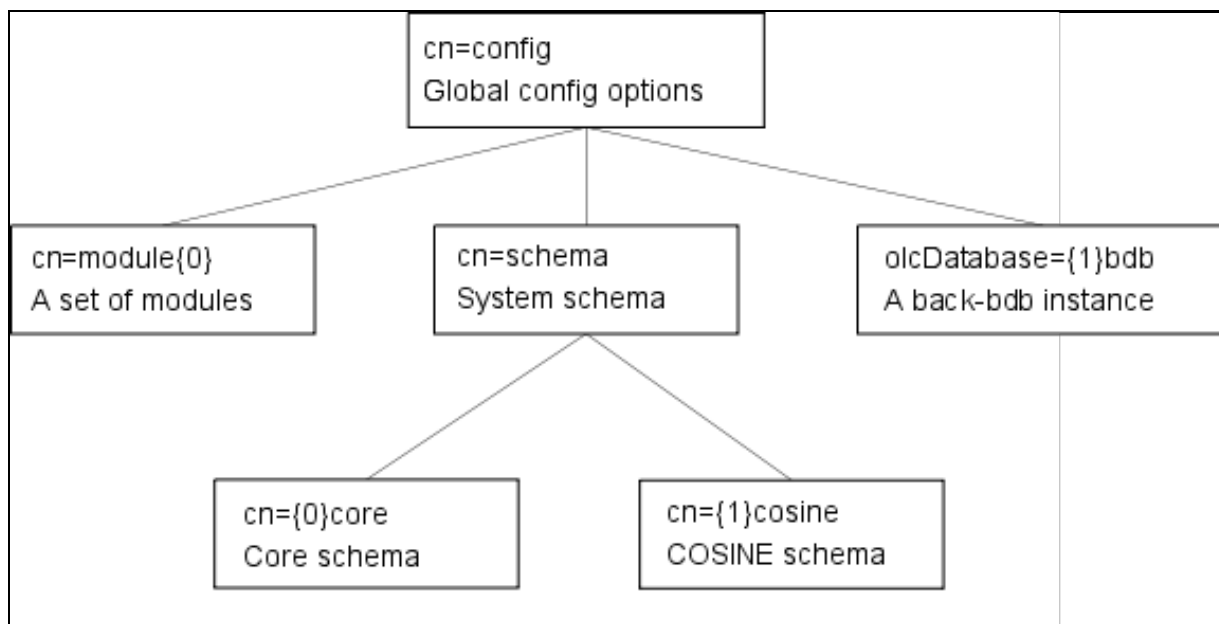 cn=config
Global config options
cn=module{0}
A set of modules
cn=schema
System schema
olcDatabase={1}bdb
A back-bdb instance
cn={0}core
Core schema
cn={1}cosine
COSINE schema